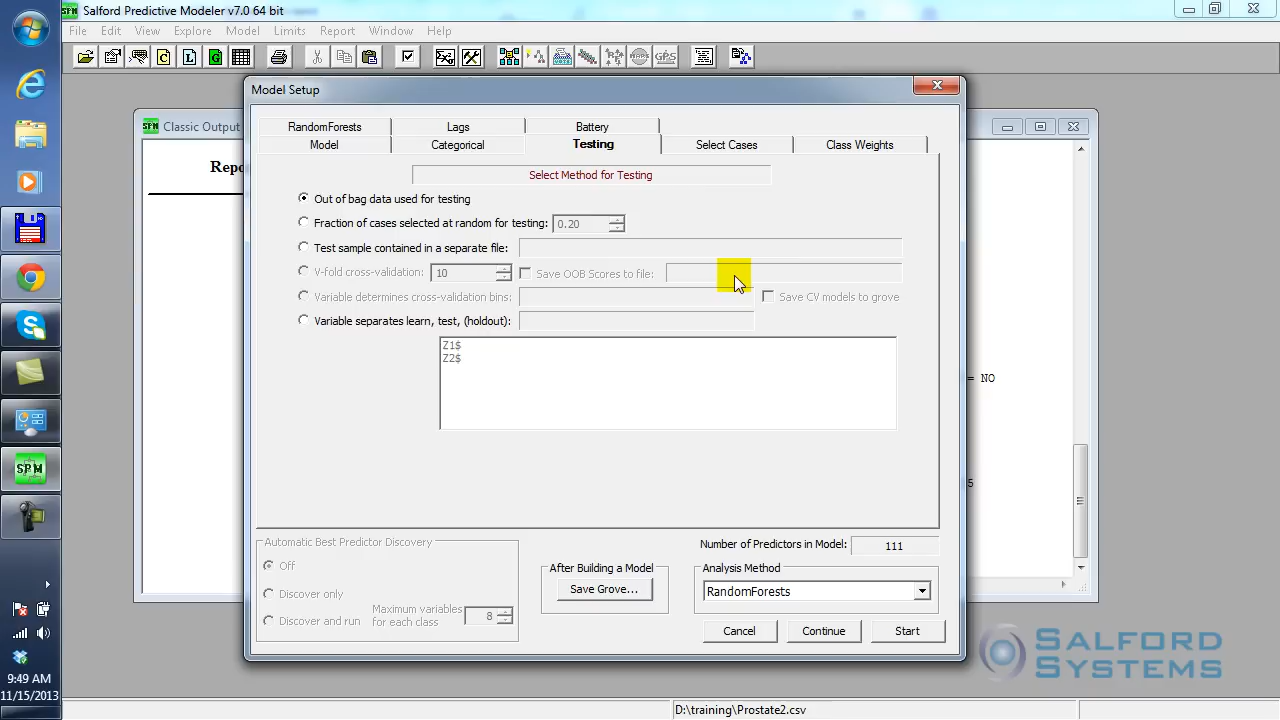 Salford Predictive Modeler v7.0 64 bit
File Edit View Explore Model Limits Report Window Help
Model Setup
Classic Output
Repo
RandomForests Lags Battery
Model Categorical Testing Select Cases Class Weights
Select Method for Testing
Out of bag data used for testing
Fraction of cases selected at random for testing: 0.20
Test sample contained in a separate file:
V-fold cross-validation: 10 Save OOB Scores to file:
Variable determines cross-validation bins: Save CV models to grove
Variable separates learn, test, (holdout):
Z1$
Z2$
= NO
5
Automatic Best Predictor Discovery
Off
Discover only
Discover and run
Maximum variables
for each class
8
After Building a Model
Save Grove...
Number of Predictors in Model: 111
Analysis Method
RandomForests
Cancel Continue Start
SPM
9:49 AM
11/15/2013
D:\training\Prostate2.csv
SALFORD
SYSTEMS